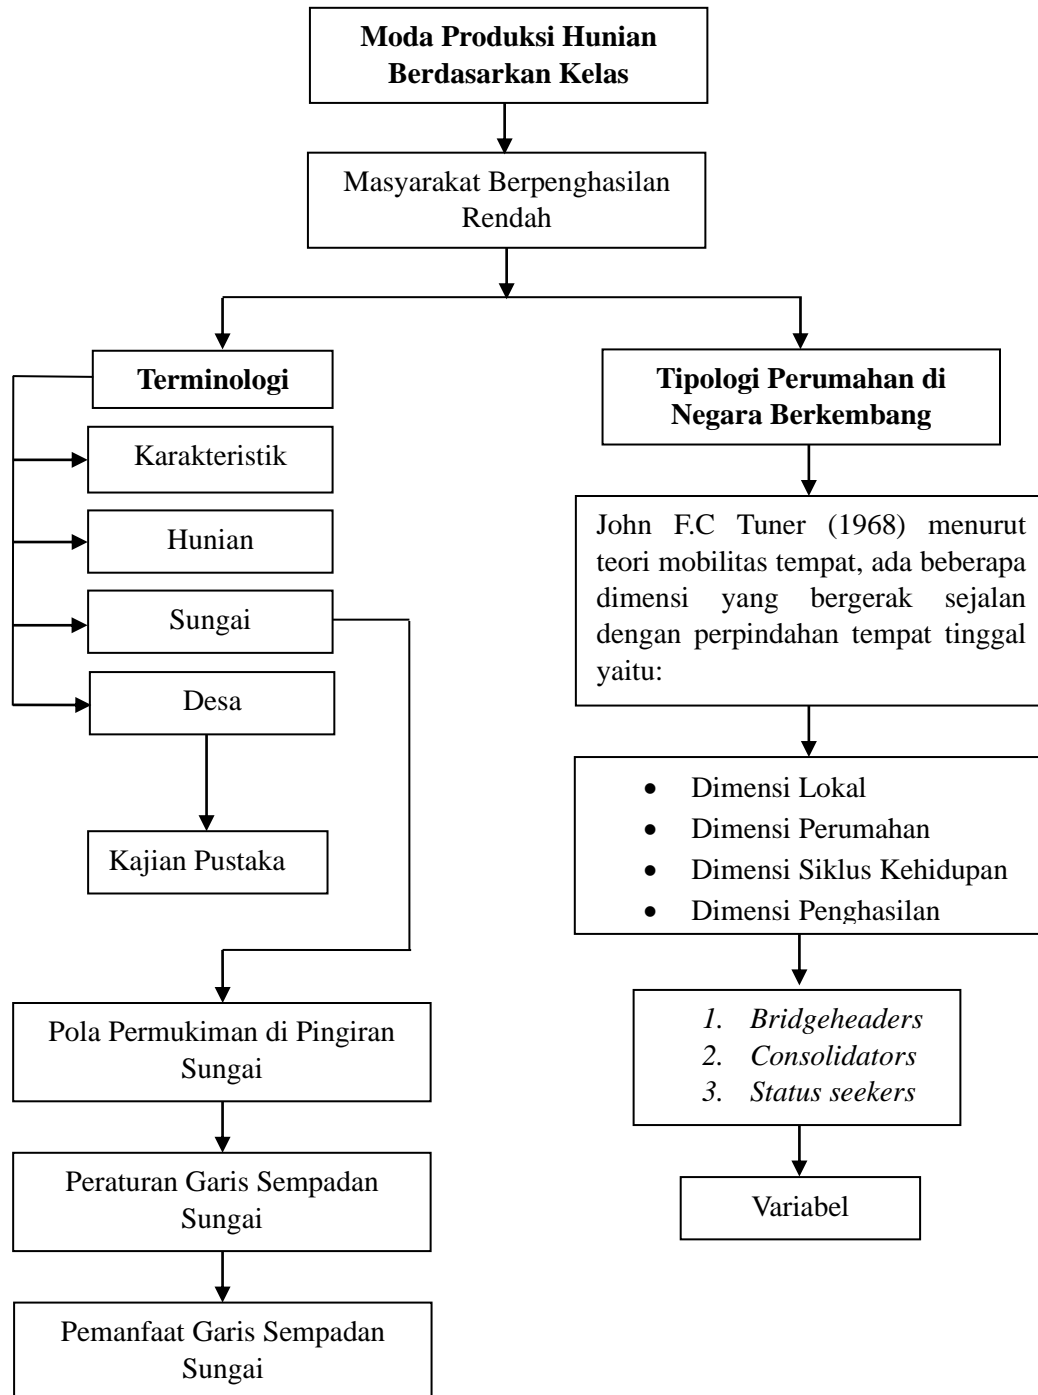 Moda Produksi Hunian
Berdasarkan Kelas
Masyarakat Berpenghasilan
Rendah
Terminologi
Karakteristik
Hunian
Sungai
Desa
Kajian Pustaka
Pola Permukiman di Pingiran
Sungai
Peraturan Garis Sempadan
Sungai
Pemanfaat Garis Sempadan
Sungai
Tipologi Perumahan di
Negara Berkembang
John F.C Tuner (1968) menurut
teori mobilitas tempat, ada beberapa
dimensi yang bergerak sejalan
dengan perpindahan tempat tinggal
yaitu:
• Dimensi Lokal
• Dimensi Perumahan
• Dimensi Siklus Kehidupan
• Dimensi Penghasilan
1. Bridgeheaders
2. Consolidators
3. Status seekers
Variabel